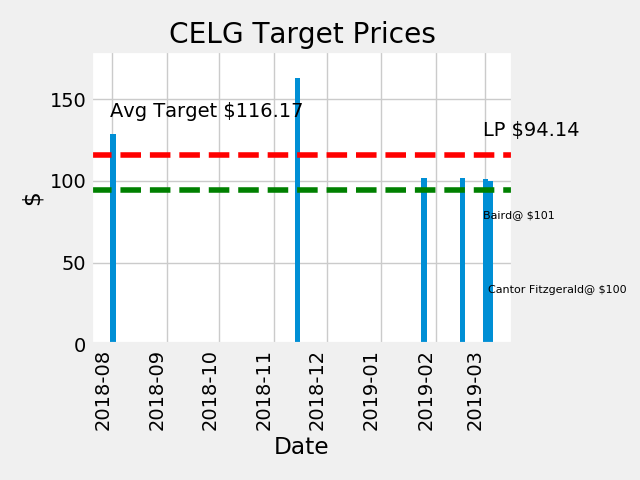 CELG Target Prices
Avg Target $116.17
LP $94.14
Baird@ $101
Cantor Fitzgerald@ $100
$
150
100
50
0
2018-08
2018-09
2018-10
2018-11
2018-12
2019-01
2019-02
2019-03
Date